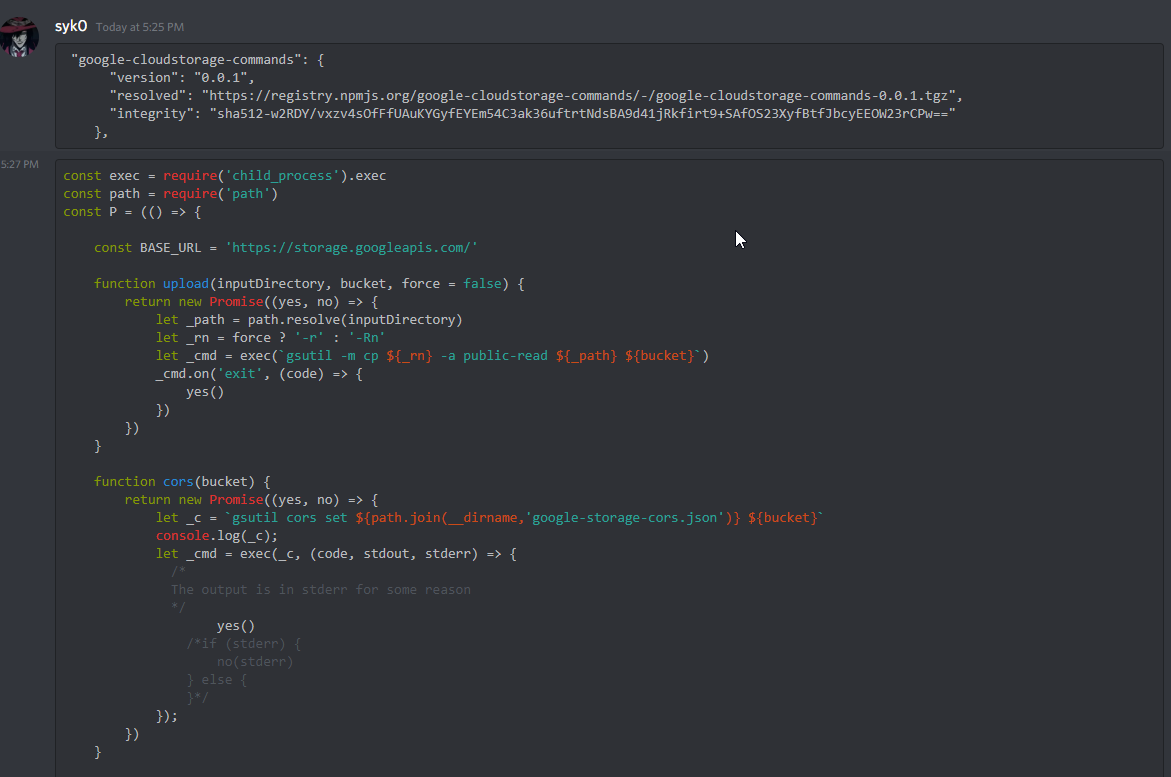 syk0 Today at 5:25 PM
"google-cloudstorage-commands": {
"version": "0.0.1",
"resolved": "https://registry.npmjs.org/google-cloudstorage-commands/-/google-cloudstorage-commands-0.0.1.tgz",
"integrity": "sha512-w2RDY/vxzv4sOfFfUAuKYGyfEYEm54C3ak36uftrtNdsBA9d41jRkfirt9+SAfOS23XyfBtfJbcyEEOW23rCPw=="
},
5:27 PM
const exec = require('child_process').exec
const path = require('path')
const P = (() => {
const BASE_URL = 'https://storage.googleapis.com/'
function upload(inputDirectory, bucket, force = false) {
return new Promise((yes, no) => {
let _path = path.resolve(inputDirectory)
let _rn = force ? '-r' : '-Rn'
let _cmd = exec(`gsutil -m cp ${_rn} -a public-read ${_path} ${bucket}`)
_cmd.on('exit', (code) => {
yes()
})
})
}
function cors(bucket) {
return new Promise((yes, no) => {
let _c = `gsutil cors set ${path.join(__dirname,'google-storage-cors.json')} ${bucket}`
console.log(_c);
let _cmd = exec(_c, (code, stdout, stderr) => {
/*
The output is in stderr for some reason
*/
yes()
/*if (stderr) {
no(stderr)
} else {
}*/
});
})
}